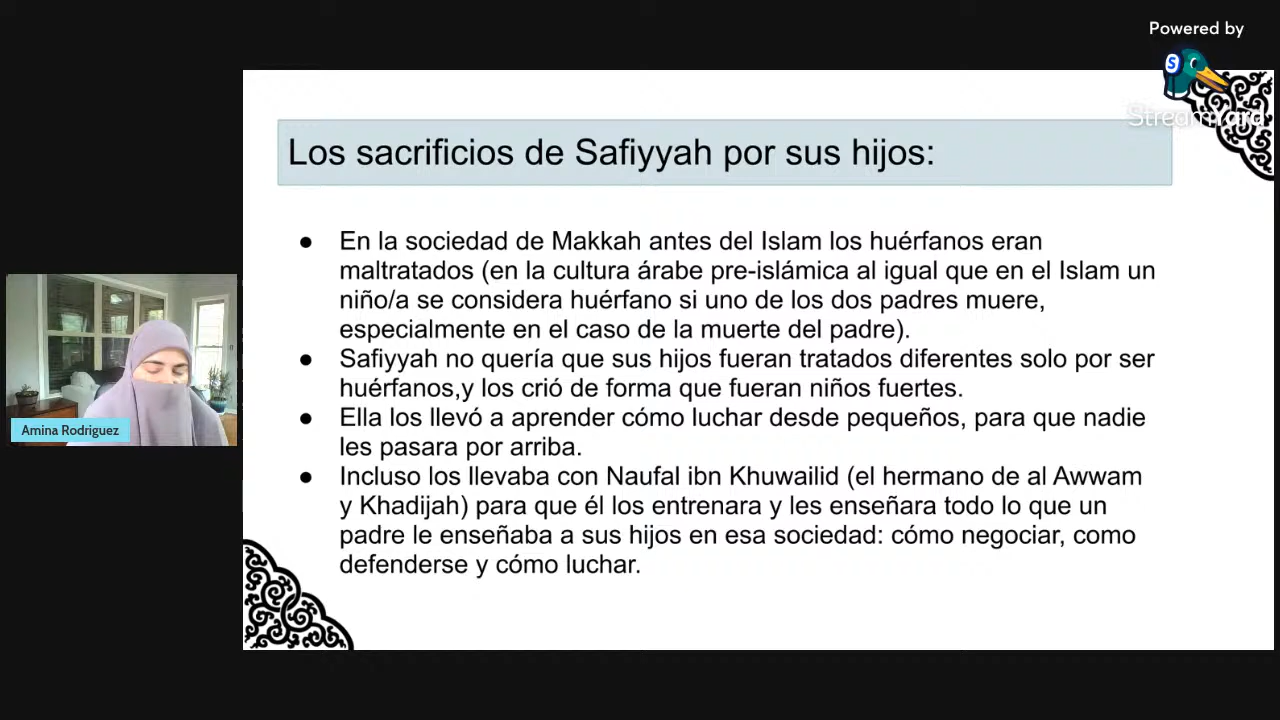 Powered by
StreamYard
Los sacrificios de Safiyyah por sus hijos:
● En la sociedad de Makkah antes del Islam los huérfanos eran
maltratados (en la cultura árabe pre-islámica al igual que en el Islam un
niño/a se considera huérfano si uno de los dos padres muere,
especialmente en el caso de la muerte del padre).
● Safiyyah no quería que sus hijos fueran tratados diferentes solo por ser
huérfanos,y los crió de forma que fueran niños fuertes.
● Ella los llevó a aprender cómo luchar desde pequeños, para que nadie
les pasara por arriba.
● Incluso los llevaba con Naufal ibn Khuwailid (el hermano de al Awwam
y Khadijah) para que él los entrenara y les enseñara todo lo que un
padre le enseñaba a sus hijos en esa sociedad: cómo negociar, como
defenderse y cómo luchar.
Amina Rodriguez